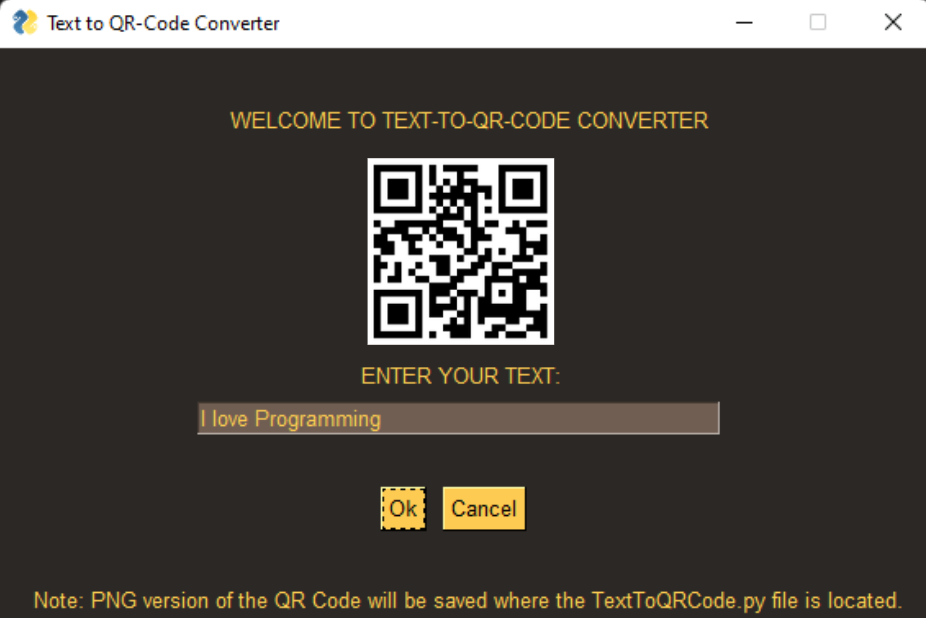 Text to QR-Code Converter
WELCOME TO TEXT-TO-QR-CODE CONVERTER
ENTER YOUR TEXT:
I love Programming
Ok Cancel
Note: PNG version of the QR Code will be saved where the TextToQRCode.py file is located.